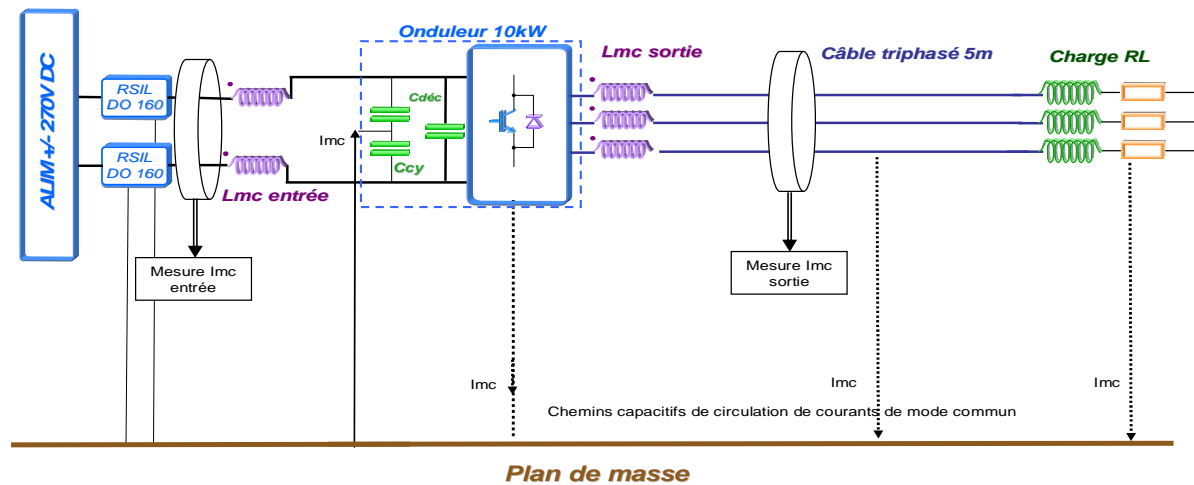 Onduleur 10kW
ALIM +/- 270V DC
RSIL
DO 160
RSIL
DO 160
Lmc entrée
Mesure Imc
entrée
Imc
Cdéc
Ccy
Lmc sortie
Câble triphasé 5m
Charge RL
Mesure Imc
sortie
Imc
Imc
Imc
Chemins capacitifs de circulation de courants de mode commun
Plan de masse